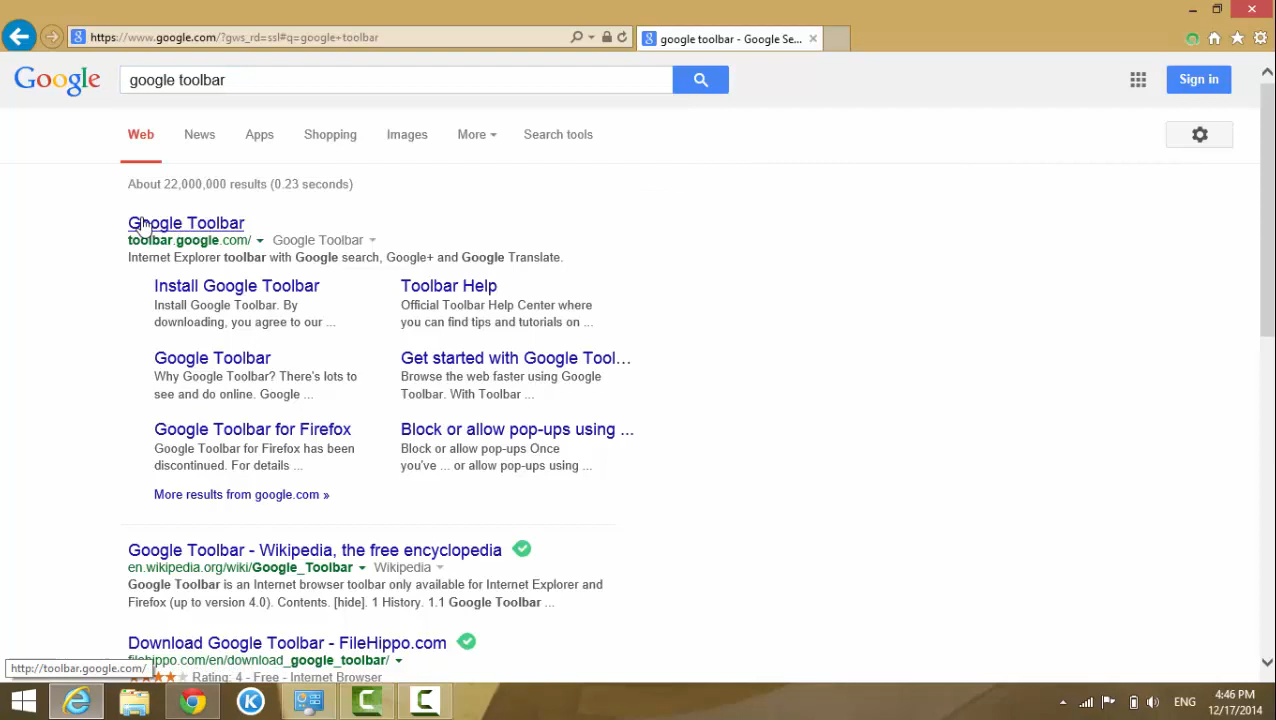 https://www.google.com/?gws_rd=ssl#q=google+toolbar
google toolbar - Google Se...
Google
google toolbar
Sign in
Web News Apps Shopping Images More Search tools
About 22,000,000 results (0.23 seconds)
Google Toolbar
toolbar.google.com/ Google Toolbar
Internet Explorer toolbar with Google search, Google+ and Google Translate.
Install Google Toolbar
Install Google Toolbar. By
downloading, you agree to our ...
Toolbar Help
Official Toolbar Help Center where
you can find tips and tutorials on ...
Google Toolbar
Why Google Toolbar? There's lots to
see and do online. Google ...
Get started with Google Tool...
Browse the web faster using Google
Toolbar. With Toolbar ...
Google Toolbar for Firefox
Google Toolbar for Firefox has been
discontinued. For details ...
Block or allow pop-ups using ...
Block or allow pop-ups Once
you've ... or allow pop-ups using ...
More results from google.com »
Google Toolbar - Wikipedia, the free encyclopedia
en.wikipedia.org/wiki/Google_Toolbar Wikipedia
Google Toolbar is an Internet browser toolbar only available for Internet Explorer and
Firefox (up to version 4.0). Contents. [hide]. 1 History. 1.1 Google Toolbar ...
Download Google Toolbar - FileHippo.com
filehippo.com/en/download_google_toolbar/
http://toolbar.google.com/
Rating: 4 - Free - Internet Browser
ENG
4:46 PM
12/17/2014